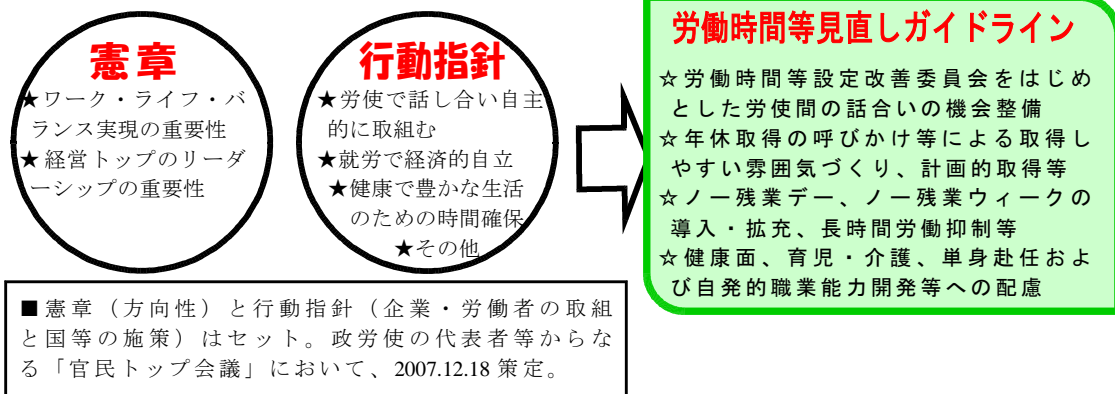 憲章
★ワーク・ライフ・バ
ランス実現の重要性
★経営トップのリーダ
ーシップの重要性
行動指針
★労使で話し合い自主
的に取組む
★就労で経済的自立
★健康で豊かな生活
のための時間確保
★その他
労働時間等見直しガイドライン
☆労働時間等設定改善委員会をはじめ
とした労使間の話合いの機会整備
☆年休取得の呼びかけ等による取得し
やすい雰囲気づくり、計画的取得等
☆ノー残業デー、ノー残業ウィークの
導入・拡充、長時間労働抑制等
☆健康面、育児・介護、単身赴任およ
び自発的職業能力開発等への配慮
■憲章（方向性）と行動指針（企業・労働者の取組
と国等の施策）はセット。政労使の代表者等からな
る「官民トップ会議」において、2007.12.18 策定。